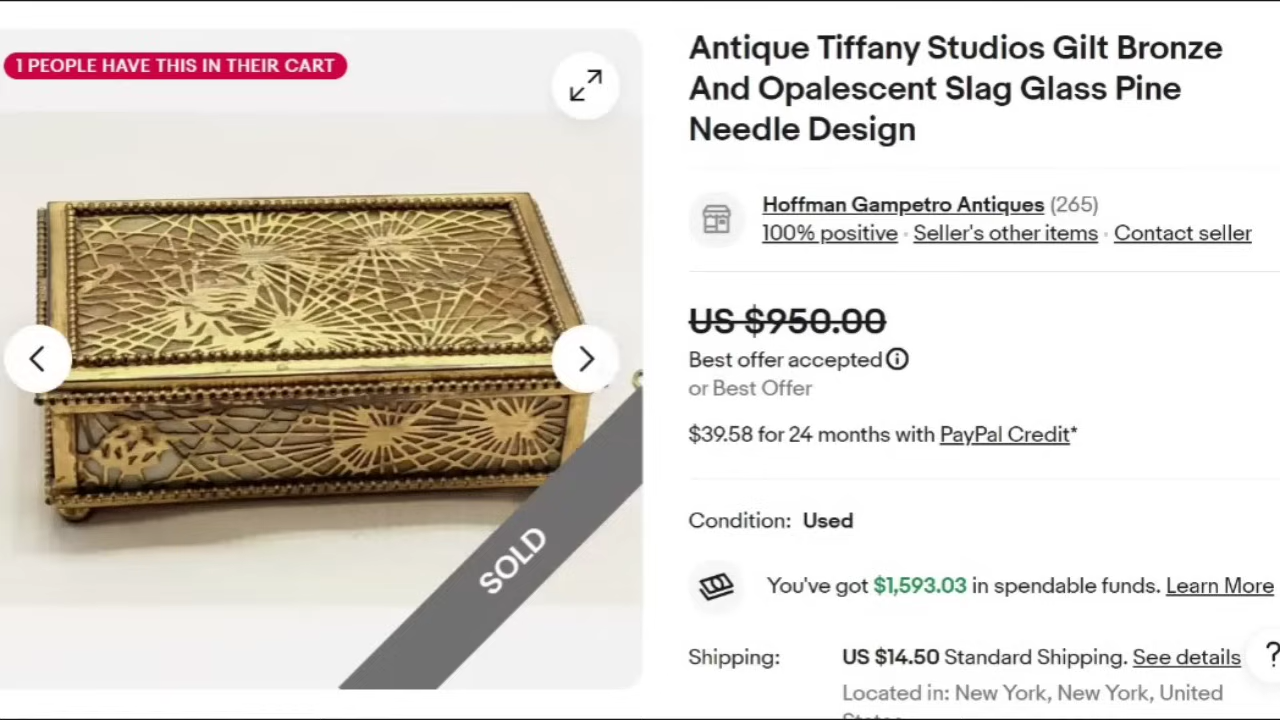 1 PEOPLE HAVE THIS IN THEIR CART
Antique Tiffany Studios Gilt Bronze
And Opalescent Slag Glass Pine
Needle Design
Hoffman Gampetro Antiques (265)
100% positive · Seller's other items · Contact seller
US $950.00
Best offer accepted
or Best Offer
$39.58 for 24 months with PayPal Credit*
Condition: Used
You've got $1,593.03 in spendable funds. Learn More
Shipping: US $14.50 Standard Shipping. See details
Located in: New York, New York, United
States
SOLD
?